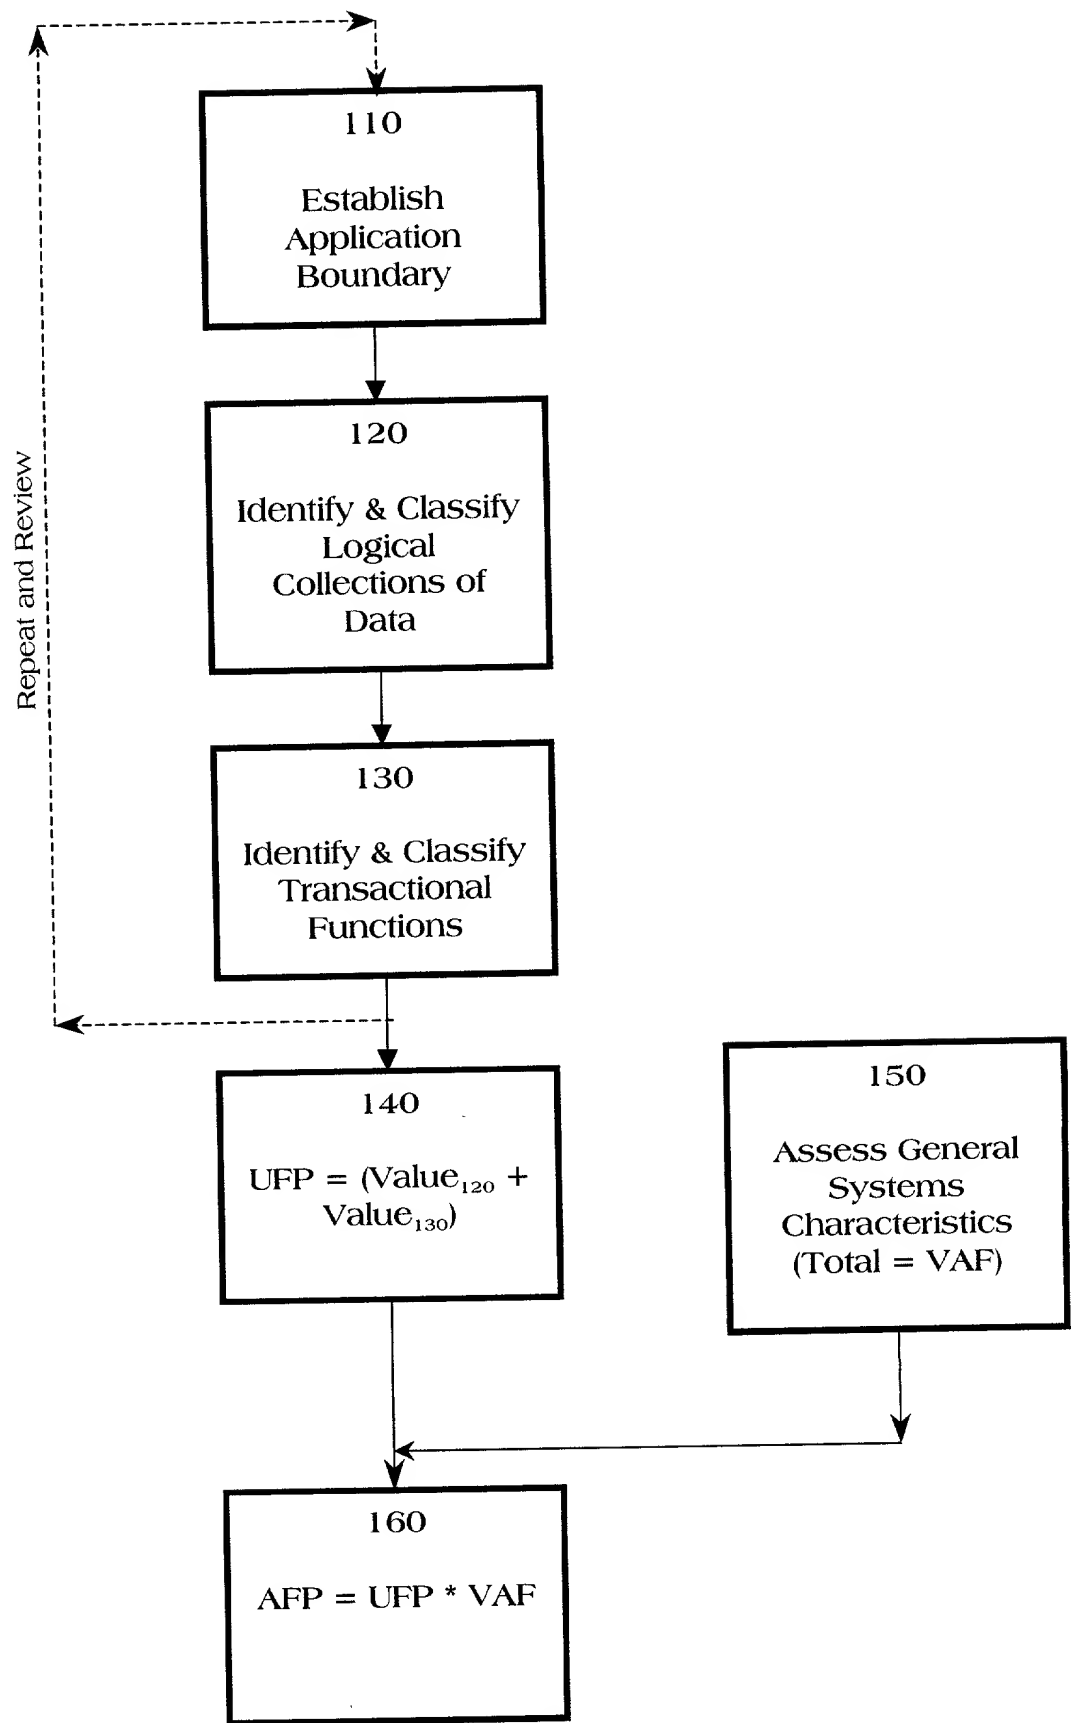 110
Establish
Application
Boundary
120
Identify & Classify
Logical
Collections of
Data
Repeat and Review
130
Identify & Classify
Transactional
Functions
140
UFP = (Value₁₂₀ +
Value₁₃₀)
150
Assess General
Systems
Characteristics
(Total = VAF)
160
AFP = UFP * VAF